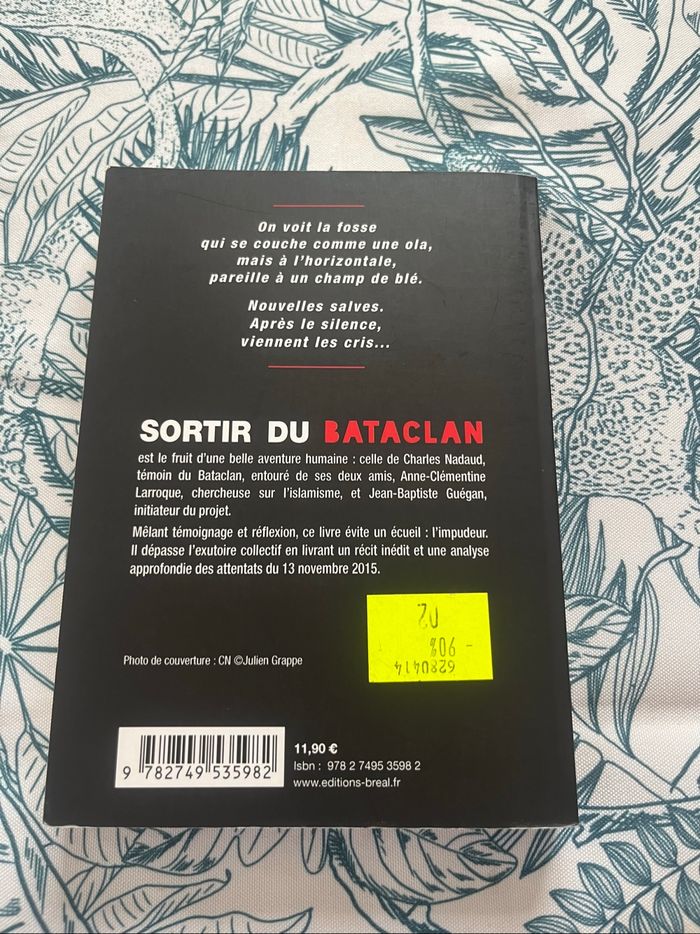 On voit la fosse
qui se couche comme une ola,
mais à l'horizontale,
pareille à un champ de blé.
Nouvelles salves.
Après le silence,
viennent les cris...
SORTIR DU BATACLAN
est le fruit d'une belle aventure humaine : celle de Charles Nadaud,
témoin du Bataclan, entouré de ses deux amis, Anne-Clémentine
Larroque, chercheuse sur l'islamisme, et Jean-Baptiste Guégan,
initiateur du projet.
Mêlant témoignage et réflexion, ce livre évite un écueil : l'impudeur.
Il dépasse l'exutoire collectif en livrant un récit inédit et une analyse
approfondie des attentats du 13 novembre 2015.
6280414
- 90%
Photo de couverture : CN ©Julien Grappe
11,90 €
Isbn : 978 2 7495 3598 2
www.editions-breal.fr
9 782749 535982